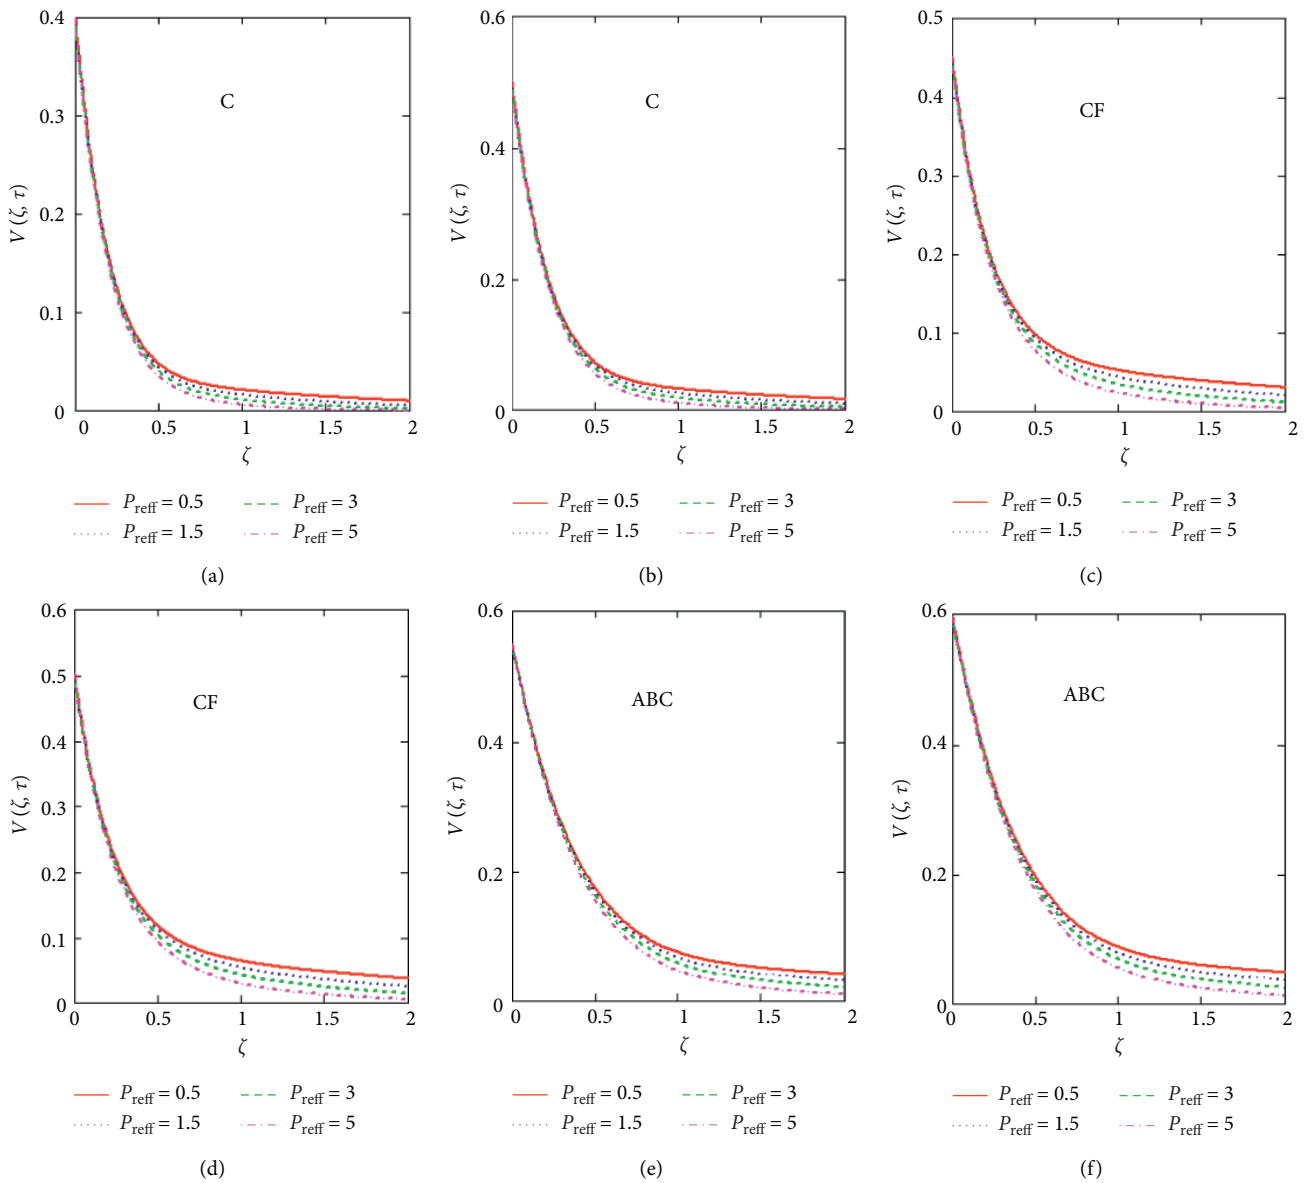 0.4
0.3
0.2
0.1
0
V (ζ, τ)
C
0 0.5 1 1.5 2
ζ
P_reff = 0.5 P_reff = 3
P_reff = 1.5 P_reff = 5
(a)
0.6
0.4
0.2
0
V (ζ, τ)
C
0 0.5 1 1.5 2
ζ
P_reff = 0.5 P_reff = 3
P_reff = 1.5 P_reff = 5
(b)
0.5
0.4
0.3
0.2
0.1
0
V (ζ, τ)
CF
0 0.5 1 1.5 2
ζ
P_reff = 0.5 P_reff = 3
P_reff = 1.5 P_reff = 5
(c)
0.6
0.5
0.4
0.3
0.2
0.1
0
V (ζ, τ)
CF
0 0.5 1 1.5 2
ζ
P_reff = 0.5 P_reff = 3
P_reff = 1.5 P_reff = 5
(d)
0.6
0.4
0.2
0
V (ζ, τ)
ABC
0 0.5 1 1.5 2
ζ
P_reff = 0.5 P_reff = 3
P_reff = 1.5 P_reff = 5
(e)
0.6
0.4
0.2
0
V (ζ, τ)
ABC
0 0.5 1 1.5 2
ζ
P_reff = 0.5 P_reff = 3
P_reff = 1.5 P_reff = 5
(f)